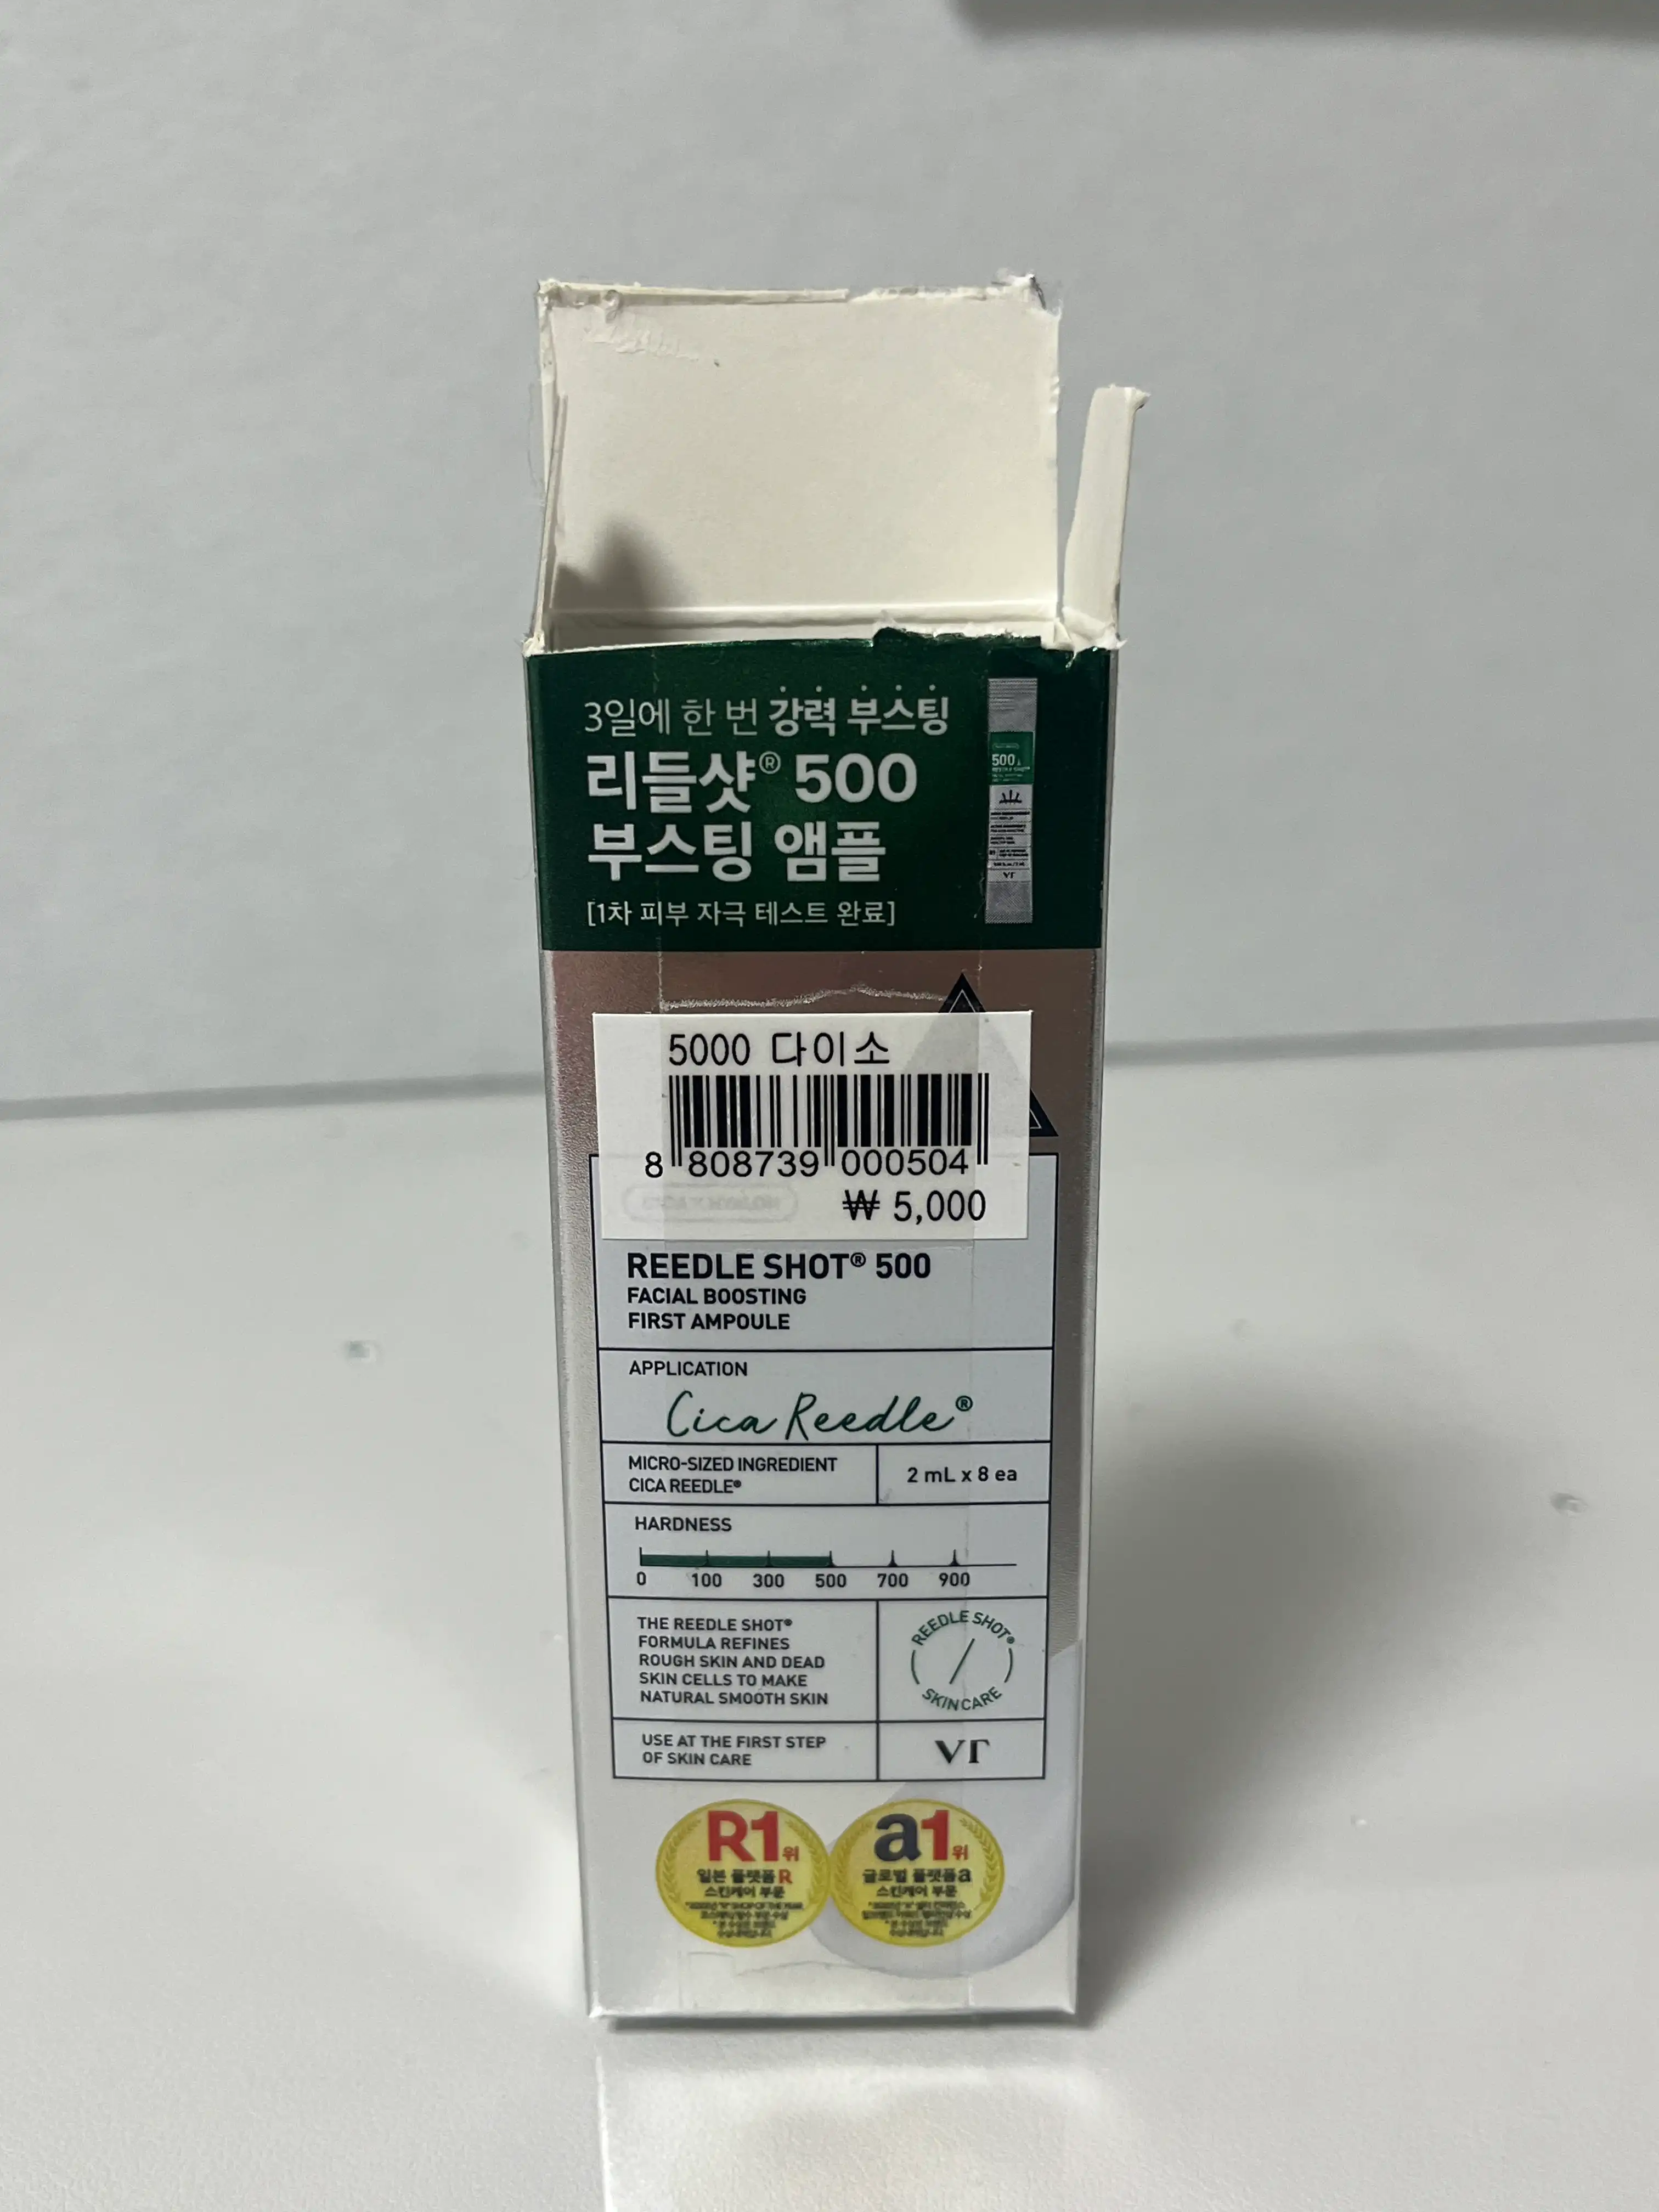 3일에 한 번 강력 부스팅
리들샷® 500
부스팅 앰플
[1차 피부 자극 테스트 완료]
500
VT
5000 다이소
8 808739 000504
₩ 5,000
REEDLE SHOT® 500
FACIAL BOOSTING
FIRST AMPOULE
APPLICATION
Cica Reedle®
MICRO-SIZED INGREDIENT
CICA REEDLE®
2 mL x 8 ea
HARDNESS
0 100 300 500 700 900
THE REEDLE SHOT®
FORMULA REFINES
ROUGH SKIN AND DEAD
SKIN CELLS TO MAKE
NATURAL SMOOTH SKIN
REEDLE SHOT®
SKINCARE
USE AT THE FIRST STEP
OF SKIN CARE
VT
R1위
일본 플랫폼 R
스킨케어 부문
a1위
글로벌 플랫폼 a
스킨케어 부문